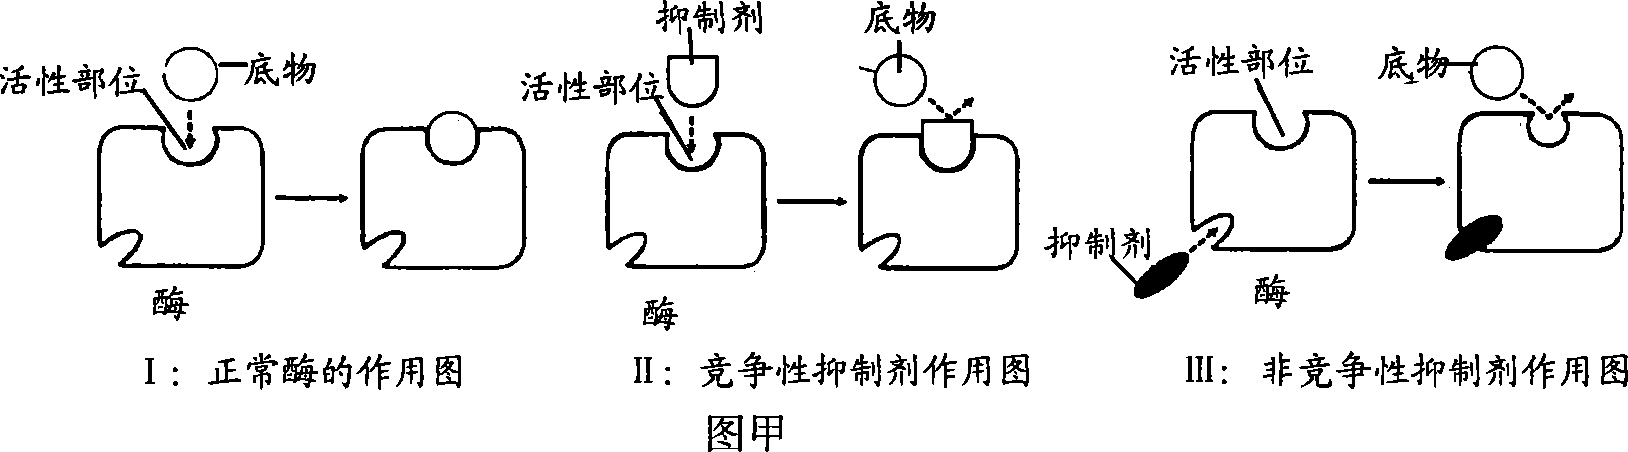 活性部位
底物
酶
Ⅰ：正常酶的作用图
抑制剂
底物
活性部位
酶
Ⅱ：竞争性抑制剂作用图
活性部位
底物
抑制剂
酶
Ⅲ：非竞争性抑制剂作用图
图甲